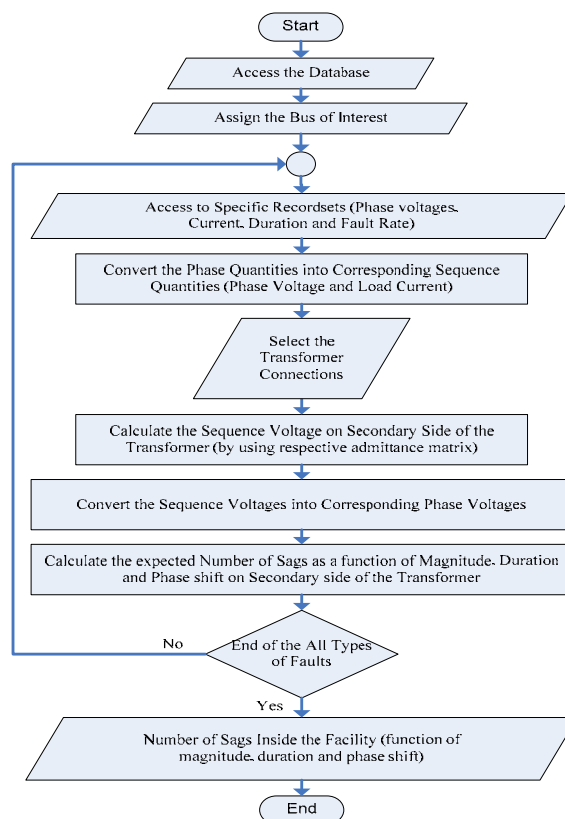 Start
Access the Database
Assign the Bus of Interest
Access to Specific Recordsets (Phase voltages,
Current, Duration and Fault Rate)
Convert the Phase Quantities into Corresponding Sequence
Quantities (Phase Voltage and Load Current)
Select the
Transformer
Connections
Calculate the Sequence Voltage on Secondary Side of the
Transformer (by using respective admittance matrix)
Convert the Sequence Voltages into Corresponding Phase Voltages
Calculate the expected Number of Sags as a function of Magnitude, Duration
and Phase shift on Secondary side of the Transformer
No
End of the All Types
of Faults
Yes
Number of Sags Inside the Facility (function of
magnitude, duration and phase shift)
End